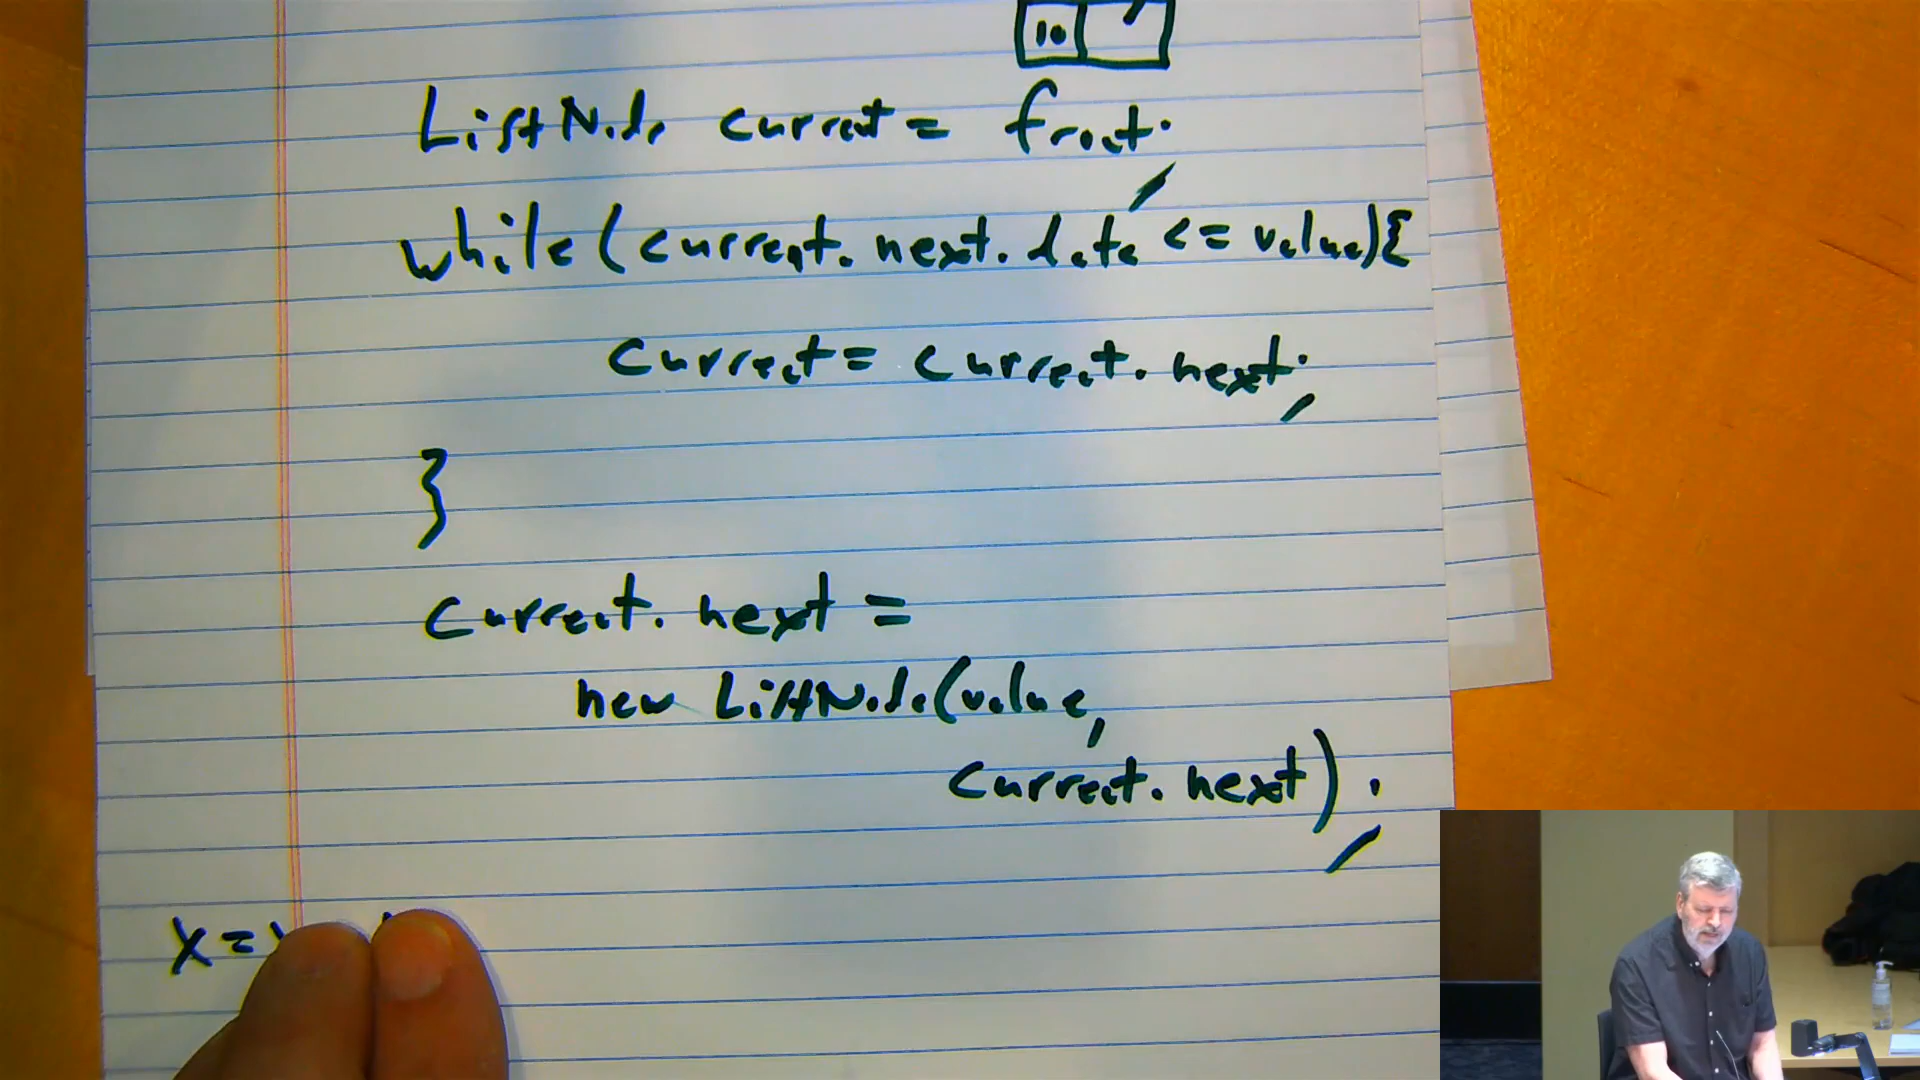 10
ListNode current = front;
while (current.next.data <= value) {
current = current.next;
}
current.next =
new ListNode(value,
current.next);
x =